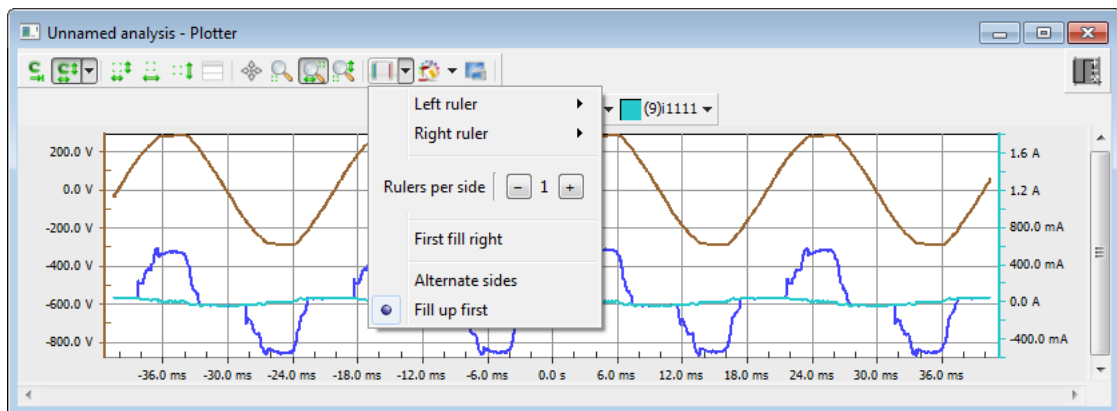 Unnamed analysis - Plotter
Left ruler
(9)i1111
Right ruler
Rulers per side - 1 +
First fill right
Alternate sides
Fill up first
200.0 V
0.0 V
-200.0 V
-400.0 V
-600.0 V
-800.0 V
1.6 A
1.2 A
800.0 mA
400.0 mA
0.0 A
-400.0 mA
-36.0 ms -30.0 ms -24.0 ms -18.0 ms -12.0 ms -6.0 ms 0.0 s 6.0 ms 12.0 ms 18.0 ms 24.0 ms 30.0 ms 36.0 ms